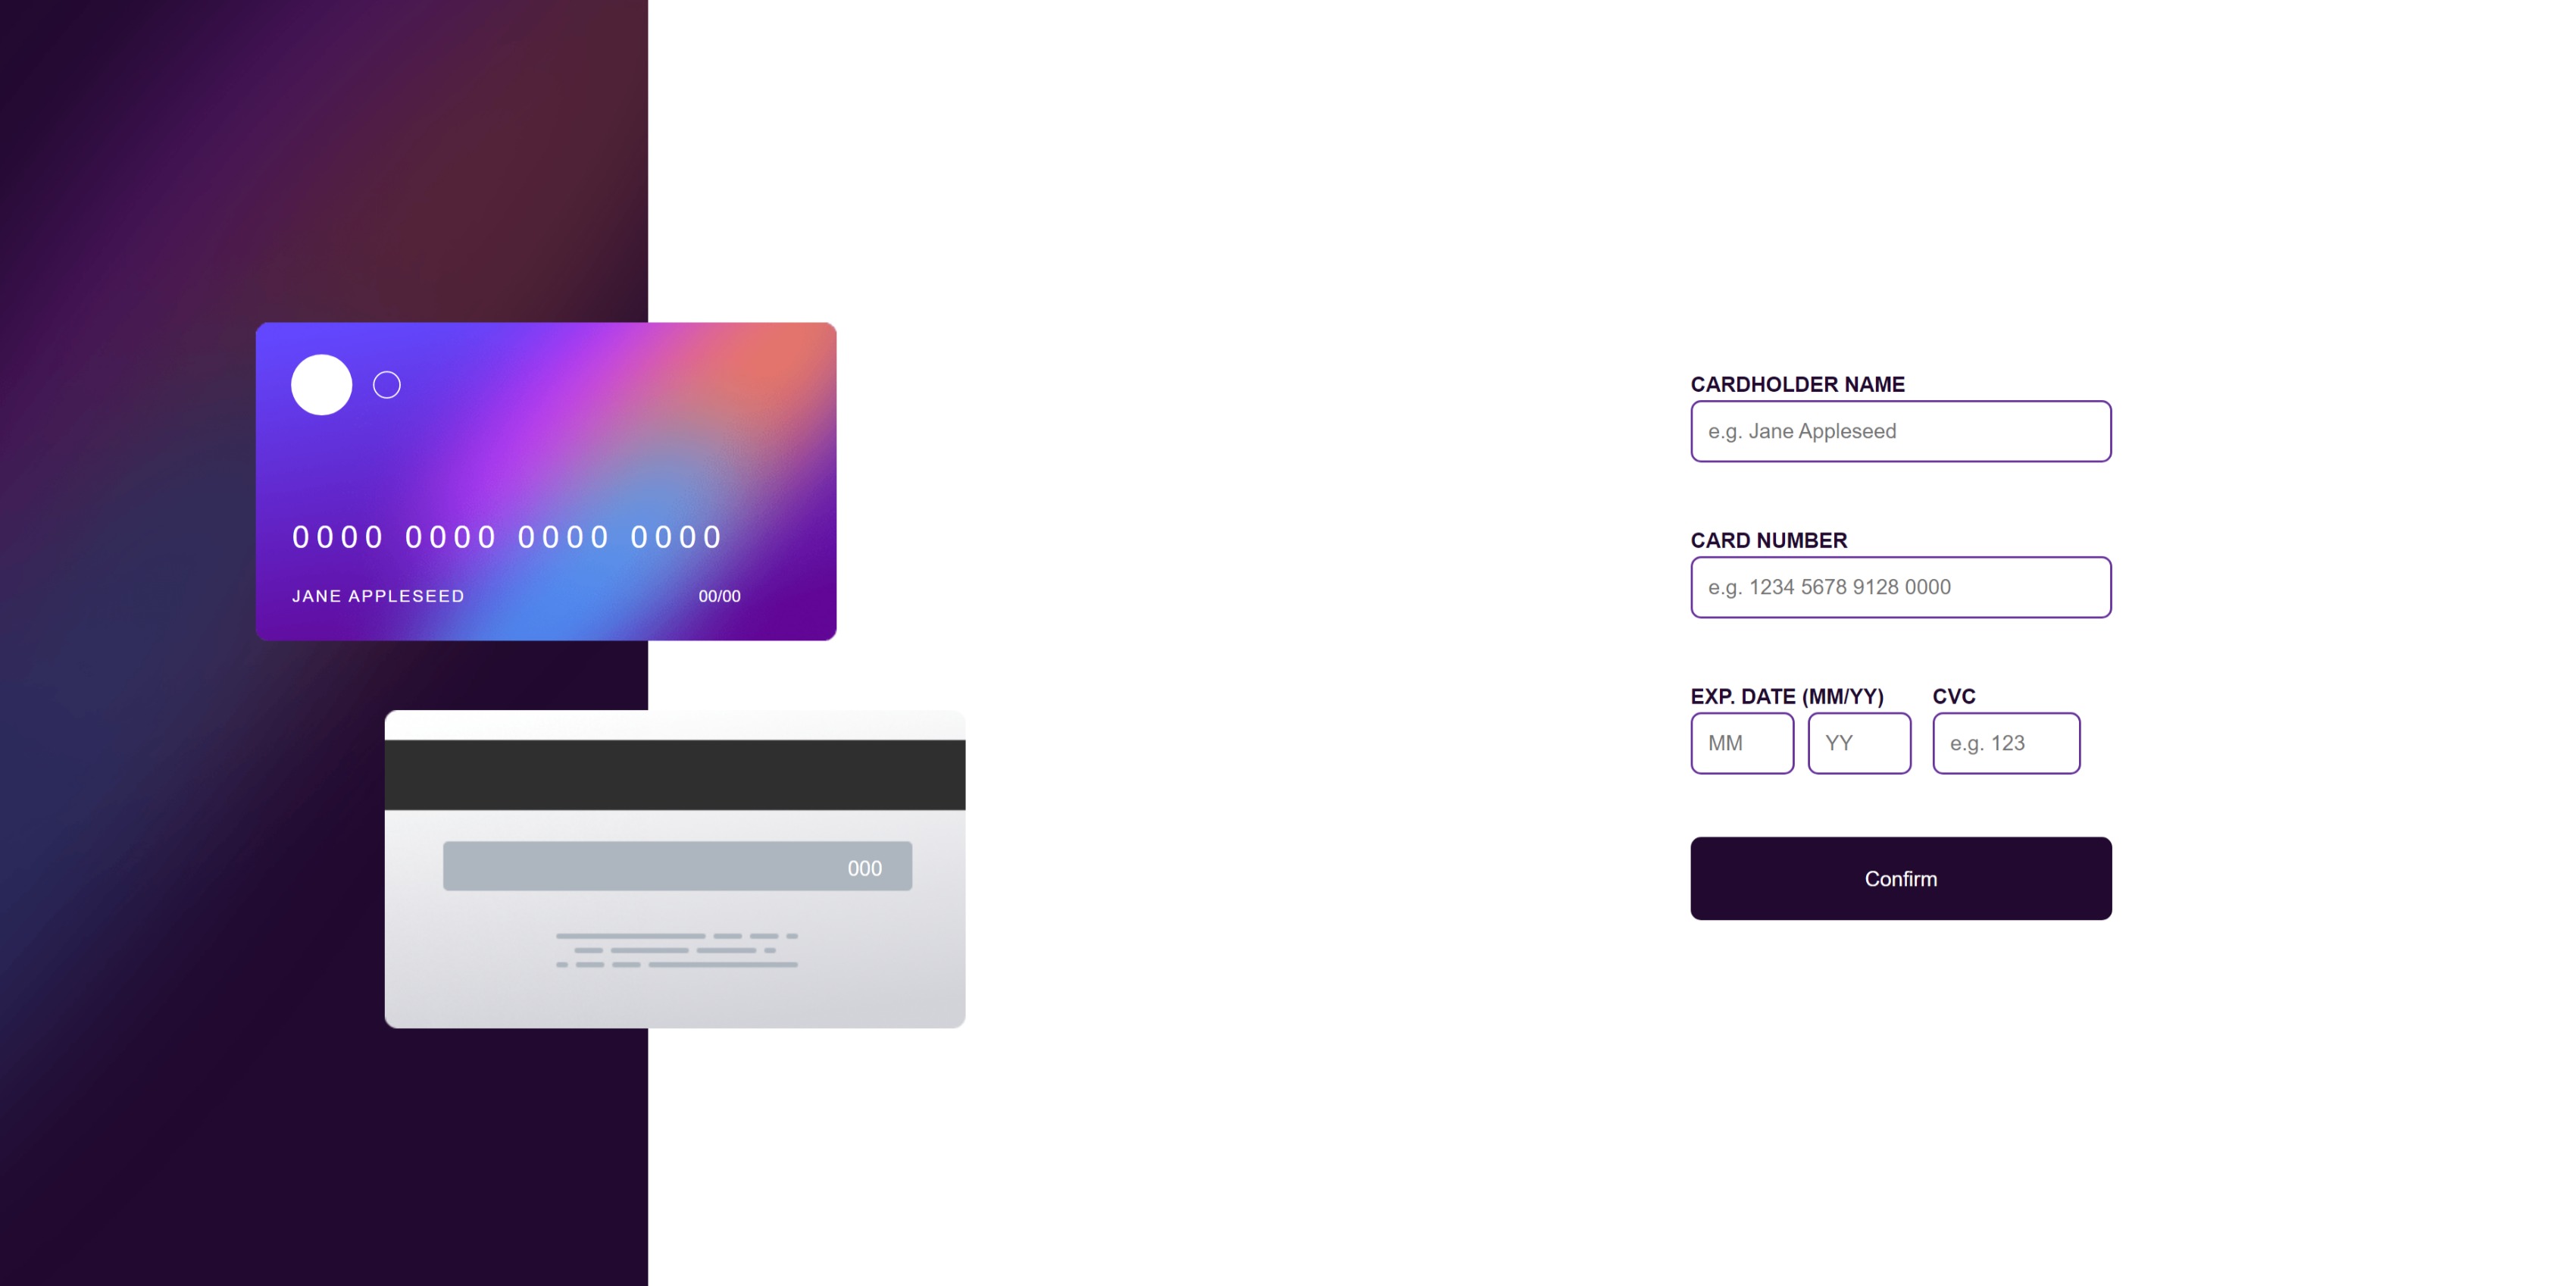 0000 0000 0000 0000
JANE APPLESEED 00/00
000
CARDHOLDER NAME
e.g. Jane Appleseed
CARD NUMBER
e.g. 1234 5678 9128 0000
EXP. DATE (MM/YY) CVC
MM YY e.g. 123
Confirm